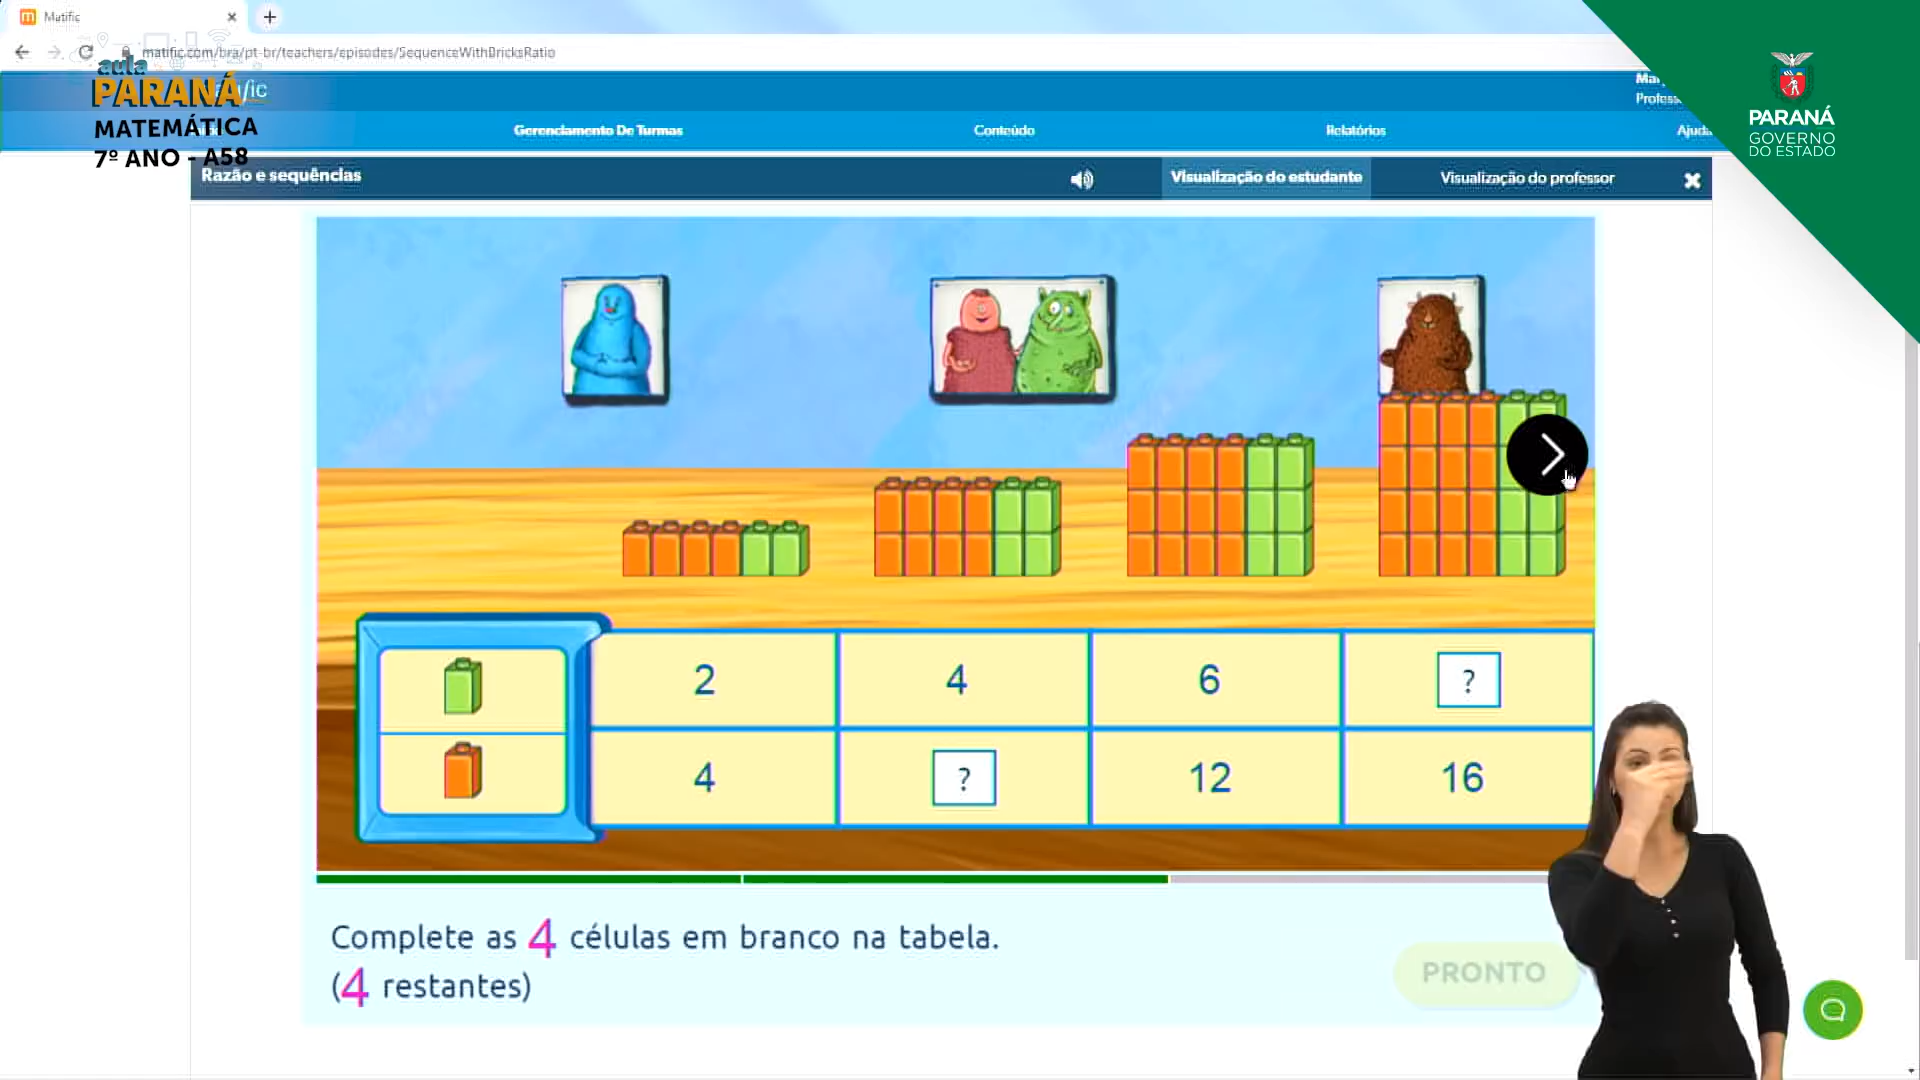 Matific
matific.com/bra/pt-br/teachers/episodes/SequenceWithBricksRatio
aula
PARANÁ
MATEMÁTICA
7º ANO - A58
PARANÁ
GOVERNO
DO ESTADO
Gerenciamento De Turmas
Conteúdo
Relatórios
Razão e sequências
Visualização do estudante
Visualização do professor
2 4 6 ?
4 ? 12 16
Complete as 4 células em branco na tabela.
(4 restantes)
PRONTO